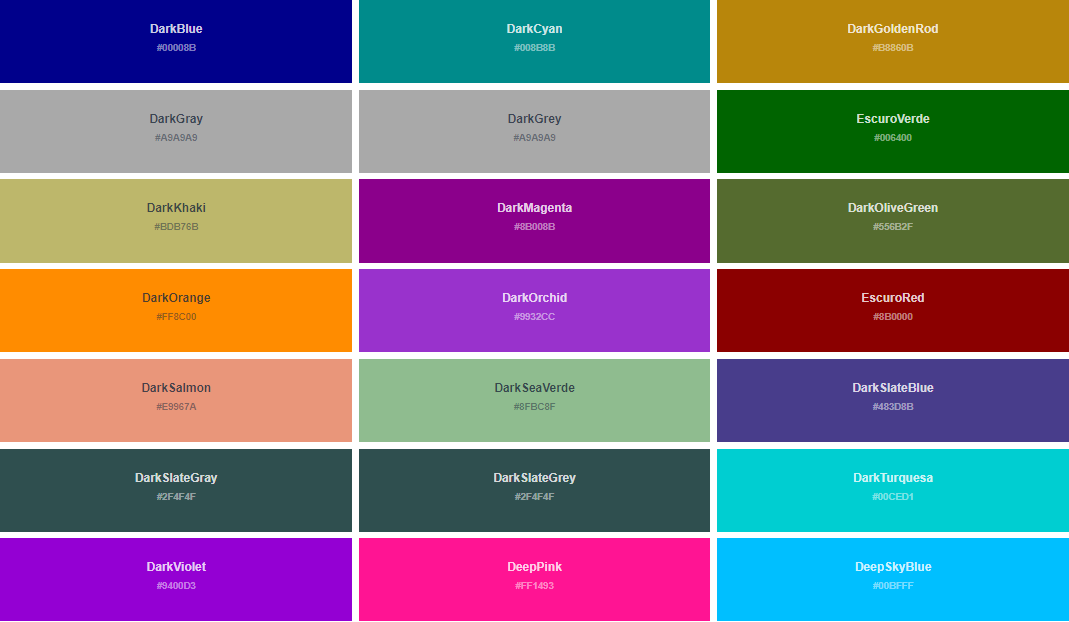 DarkBlue
#00008B
DarkCyan
#008B8B
DarkGoldenRod
#B8860B
DarkGray
#A9A9A9
DarkGrey
#A9A9A9
EscuroVerde
#006400
DarkKhaki
#BDB76B
DarkMagenta
#8B008B
DarkOliveGreen
#556B2F
DarkOrange
#FF8C00
DarkOrchid
#9932CC
EscuroRed
#8B0000
DarkSalmon
#E9967A
DarkSeaVerde
#8FBC8F
DarkSlateBlue
#483D8B
DarkSlateGray
#2F4F4F
DarkSlateGrey
#2F4F4F
DarkTurquesa
#00CED1
DarkViolet
#9400D3
DeepPink
#FF1493
DeepSkyBlue
#00BFFF